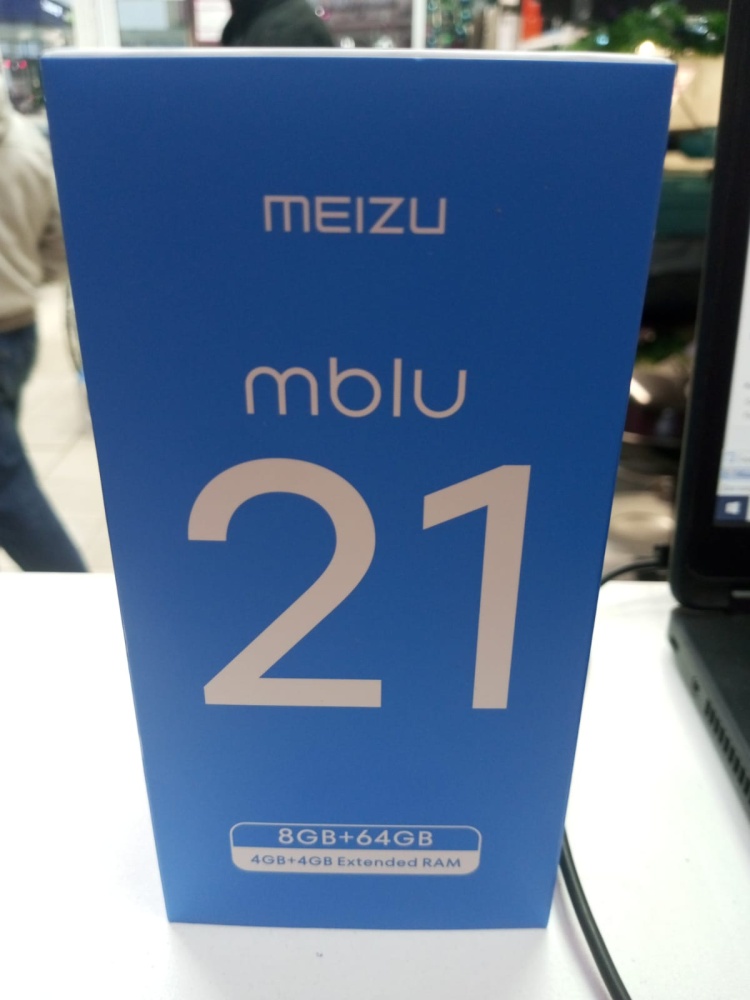 MEIZU
mblu
21
8GB+64GB
4GB+4GB Extended RAM